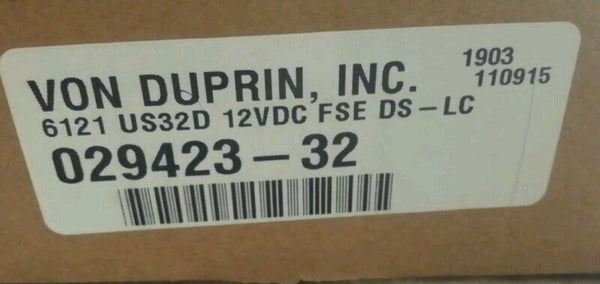 VON DUPRIN, INC.
1903
110915
6121 US32D 12VDC FSE DS-LC
029423-32